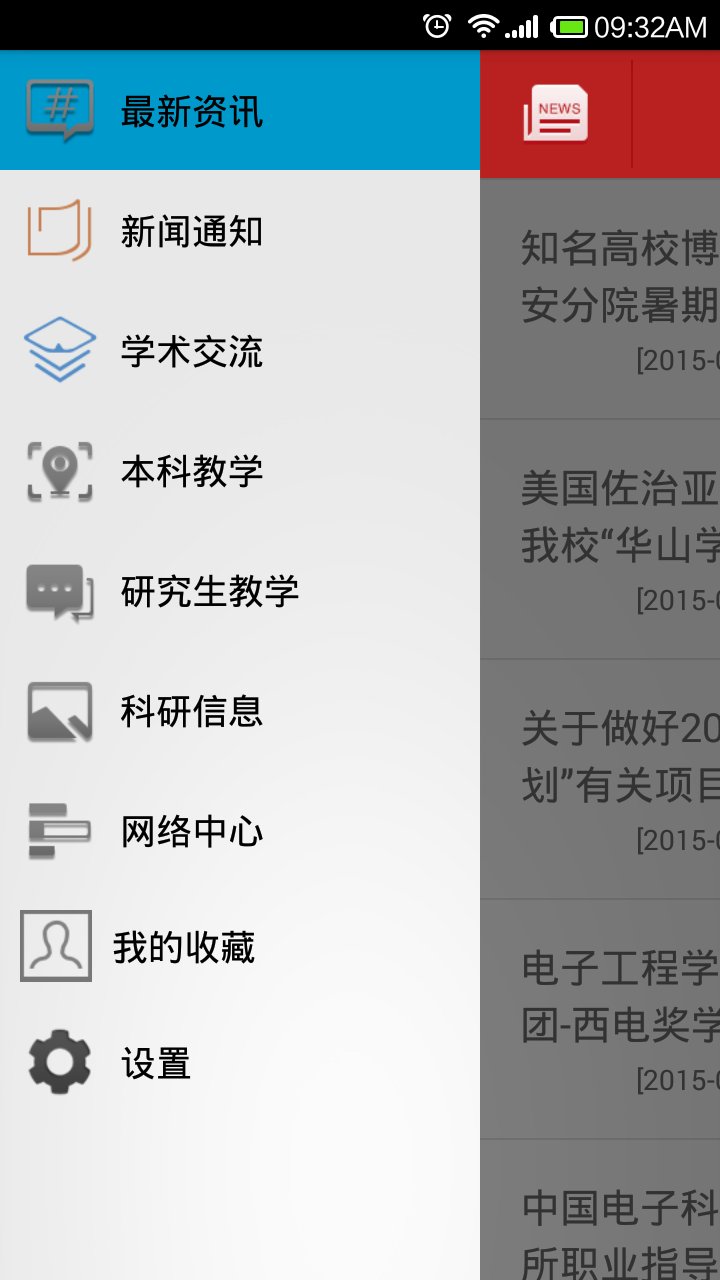 09:32AM
最新资讯
新闻通知
学术交流
本科教学
研究生教学
科研信息
网络中心
我的收藏
设置
NEWS
知名高校博
安分院暑期
[2015-0
美国佐治亚
我校“华山学
[2015-0
关于做好20
划”有关项目
[2015-0
电子工程学
团-西电奖学
[2015-0
中国电子科
所职业指导